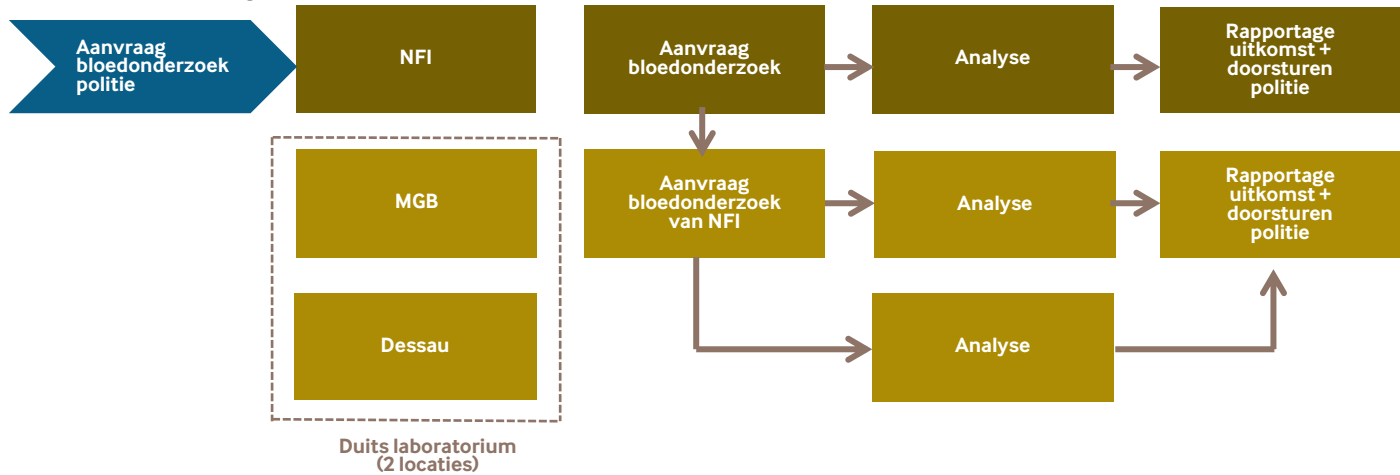 Aanvraag
bloedonderzoek
politie
NFI
Aanvraag
bloedonderzoek
Analyse
Rapportage
uitkomst +
doorsturen
politie
MGB
Aanvraag
bloedonderzoek
van NFI
Analyse
Rapportage
uitkomst +
doorsturen
politie
Dessau
Analyse
Duits laboratorium
(2 locaties)